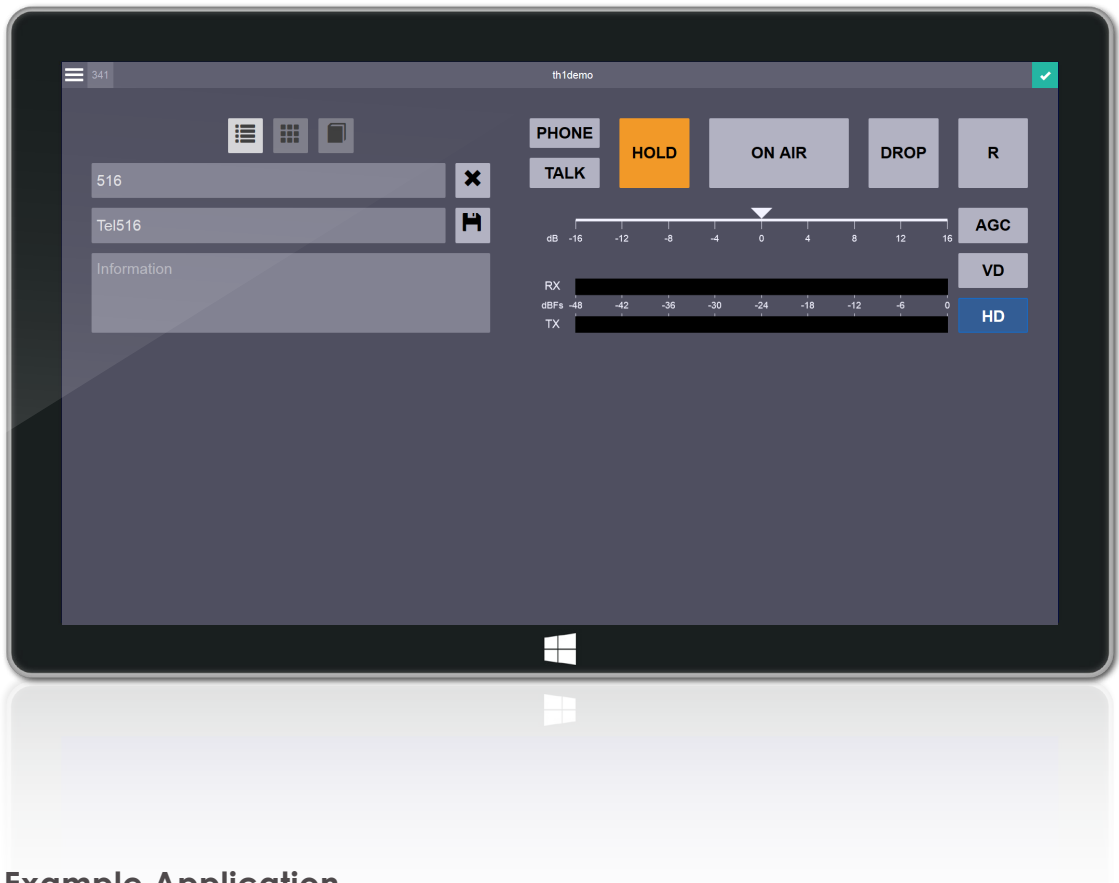 341
th1demo
516
Tel516
Information
PHONE
TALK
HOLD
ON AIR
DROP
R
dB -16 -12 -8 -4 0 4 8 12 16
AGC
VD
HD
RX
dBFs -48 -42 -36 -30 -24 -18 -12 -6 0
TX
Example Application